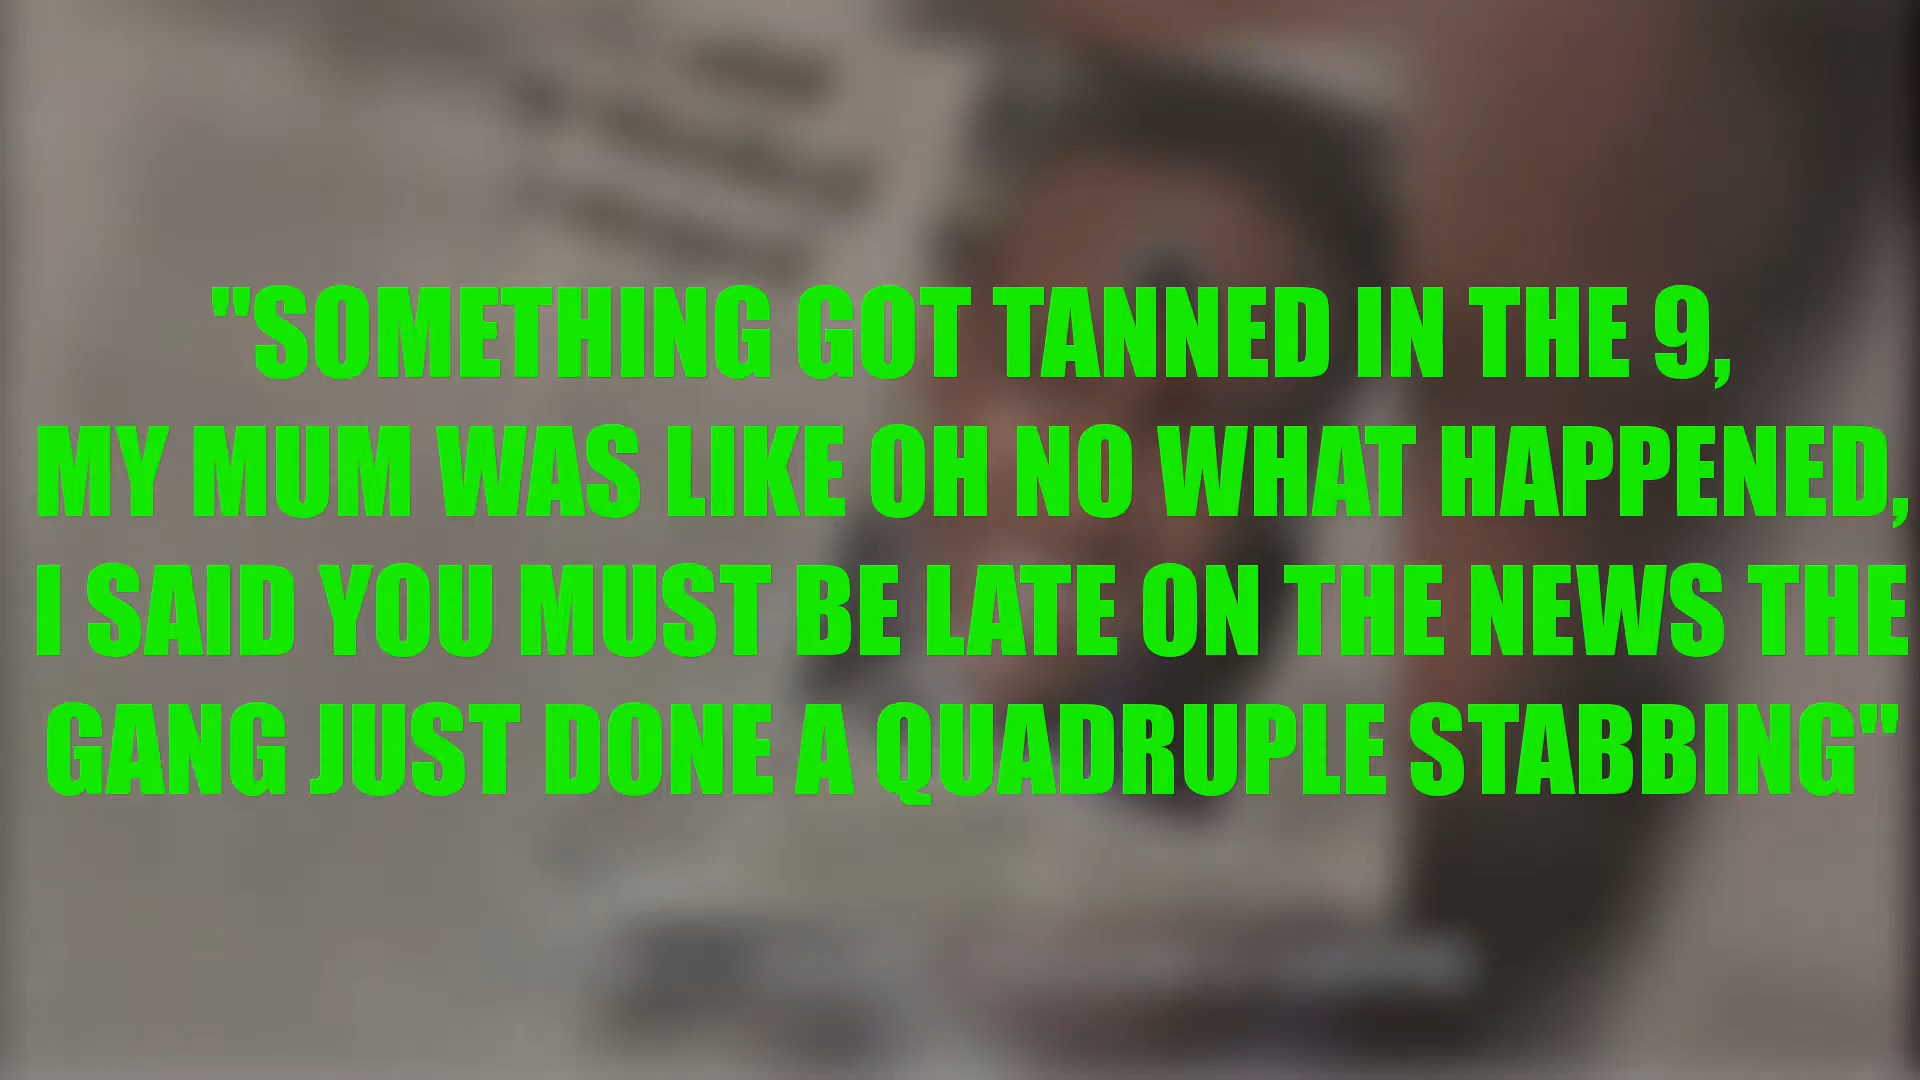 "SOMETHING GOT TANNED IN THE 9,
MY MUM WAS LIKE OH NO WHAT HAPPENED,
I SAID YOU MUST BE LATE ON THE NEWS THE
GANG JUST DONE A QUADRUPLE STABBING"